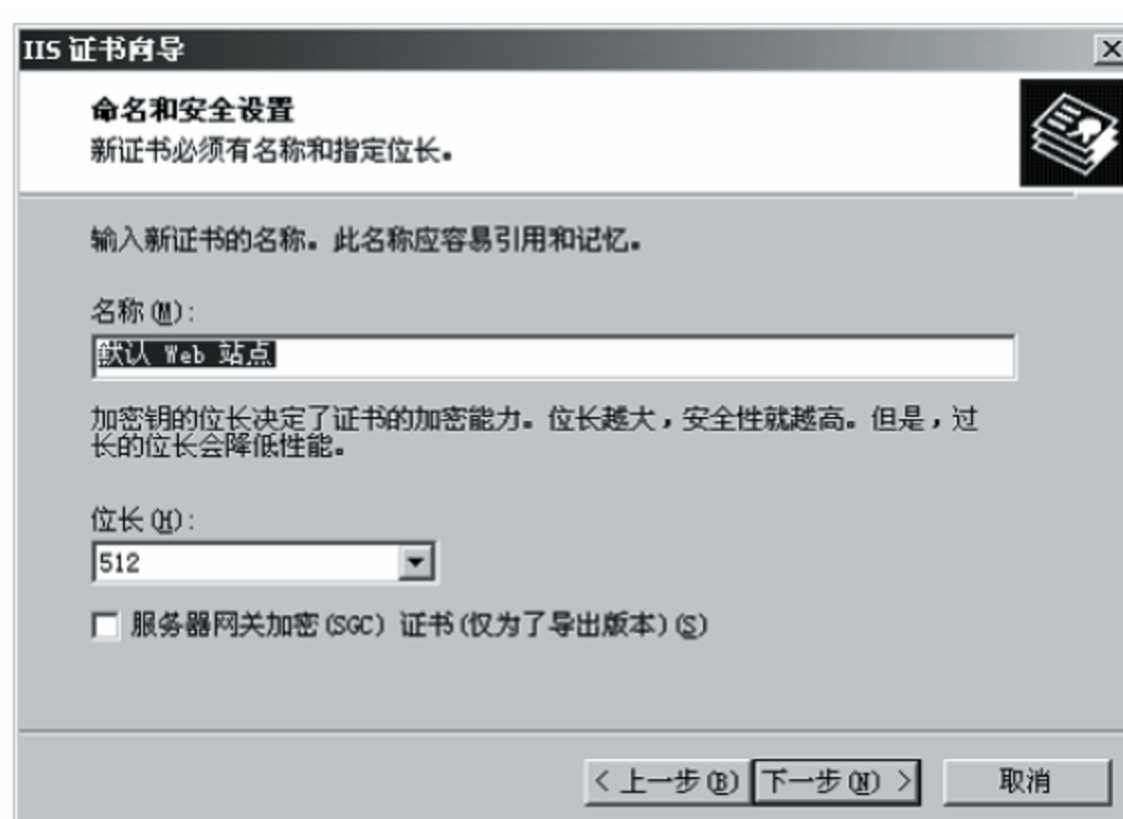 IIS 证书向导
命名和安全设置
新证书必须有名称和指定位长。
输入新证书的名称。此名称应容易引用和记忆。
名称(M):
默认 Web 站点
加密钥的位长决定了证书的加密能力。位长越大，安全性就越高。但是，过
长的位长会降低性能。
位长(H):
512
服务器网关加密(SGC) 证书(仅为了导出版本)(S)
< 上一步(B) 下一步(N) > 取消